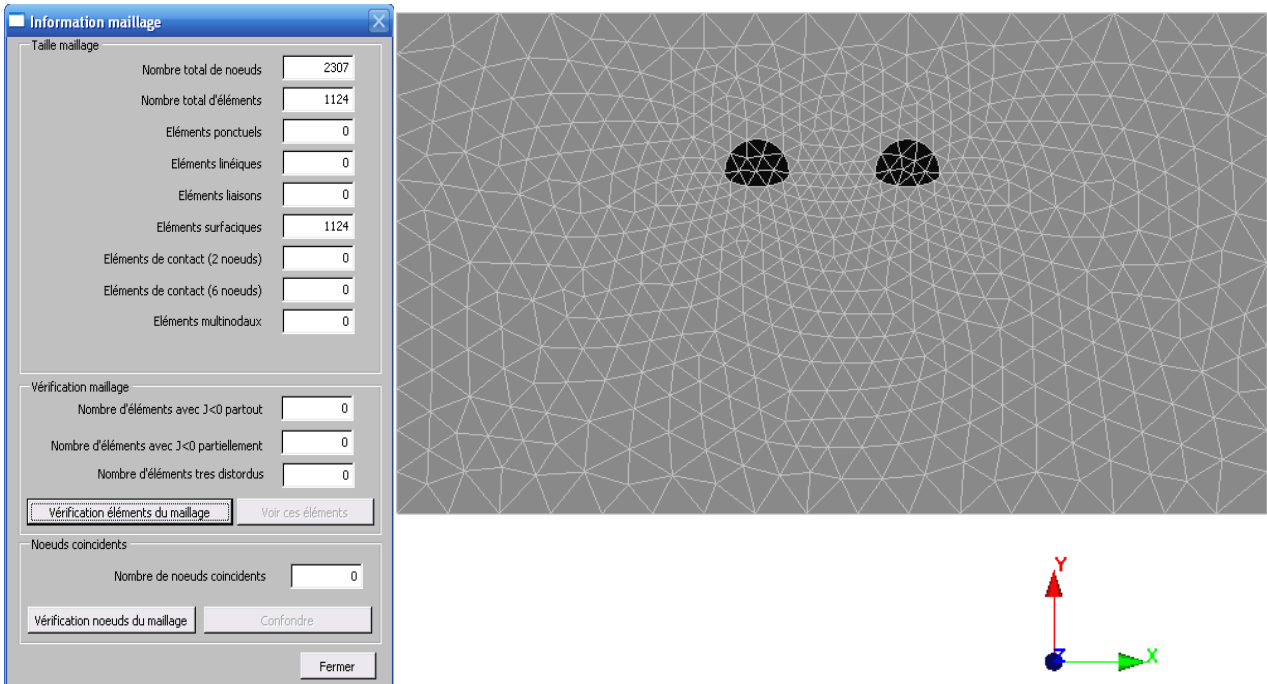 Information maillage
Taille maillage
Nombre total de noeuds 2307
Nombre total d'éléments 1124
Eléments ponctuels 0
Eléments linéiques 0
Eléments liaisons 0
Eléments surfaciques 1124
Eléments de contact (2 noeuds) 0
Eléments de contact (6 noeuds) 0
Eléments multinodaux 0
Vérification maillage
Nombre d'éléments avec J<0 partout 0
Nombre d'éléments avec J<0 partiellement 0
Nombre d'éléments tres distordus 0
Vérification éléments du maillage Voir ces éléments
Noeuds coincidents
Nombre de noeuds coincidents 0
Vérification noeuds du maillage Confondre
Fermer
Y
Z X